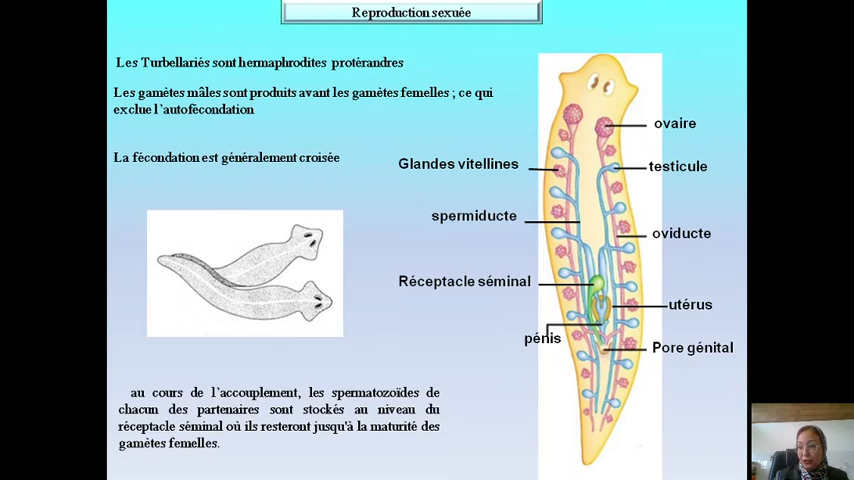 Reproduction sexuée
Les Turbellariés sont hermaphrodites protérandres
Les gamètes mâles sont produits avant les gamètes femelles ; ce qui
exclue l’autofécondation
La fécondation est généralement croisée
au cours de l’accouplement, les spermatozoïdes de
chacun des partenaires sont stockés au niveau du
réceptacle séminal où ils resteront jusqu'à la maturité des
gamètes femelles.
Glandes vitellines
spermiducte
Réceptacle séminal
pénis
ovaire
testicule
oviducte
utérus
Pore génital